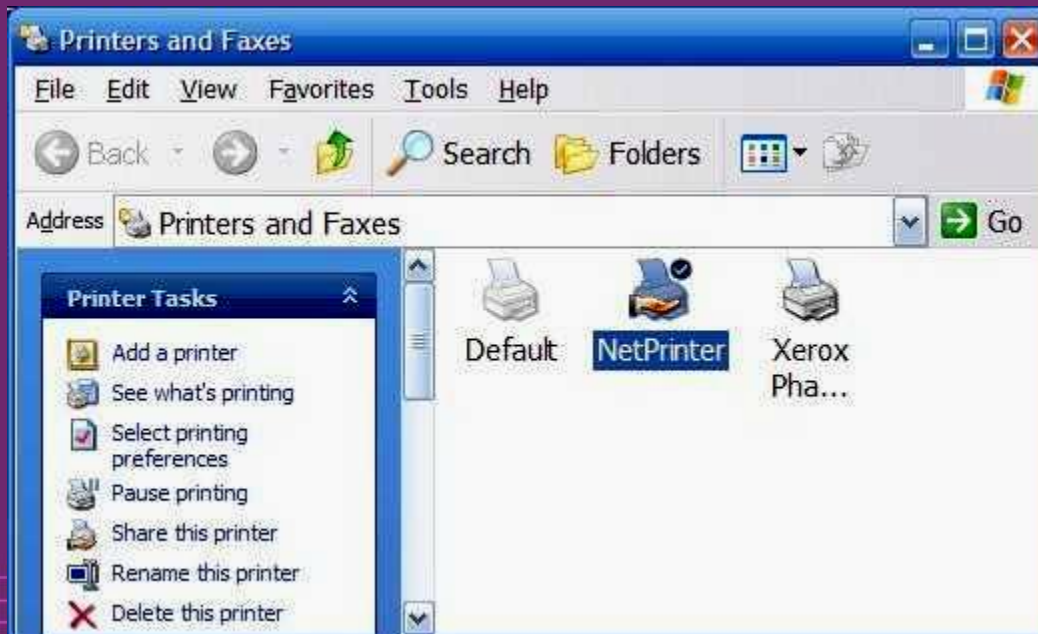 Printers and Faxes
File Edit View Favorites Tools Help
Back Search Folders
Address Printers and Faxes Go
Printer Tasks
Add a printer
See what's printing
Select printing
preferences
Pause printing
Share this printer
Rename this printer
Delete this printer
Default NetPrinter Xerox
Pha...